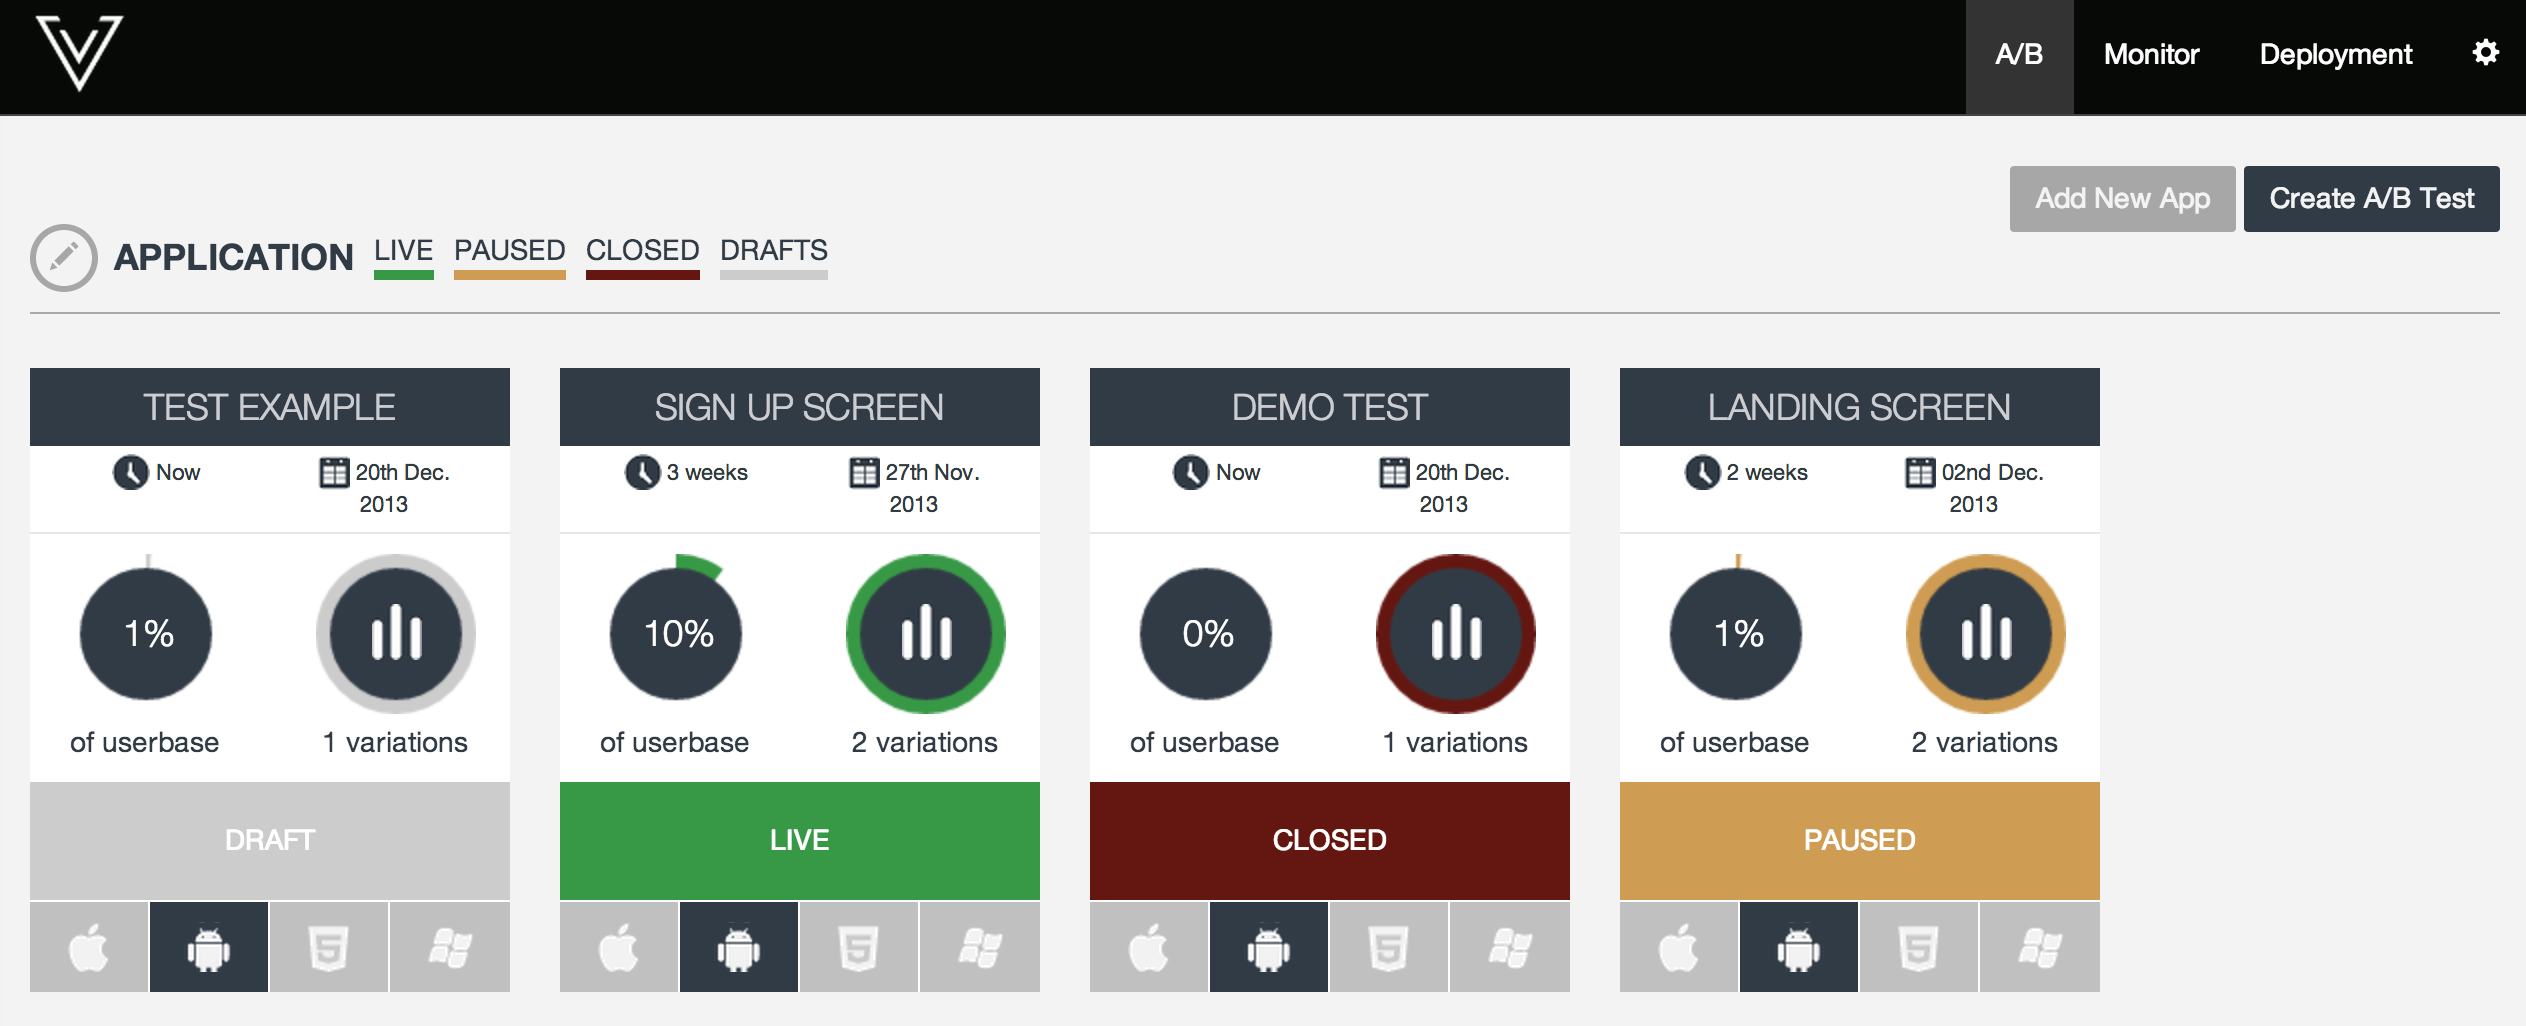 A/B Monitor Deployment
Add New App Create A/B Test
APPLICATION LIVE PAUSED CLOSED DRAFTS
TEST EXAMPLE
Now
20th Dec.
2013
1%
of userbase
1 variations
DRAFT
SIGN UP SCREEN
3 weeks
27th Nov.
2013
10%
of userbase
2 variations
LIVE
DEMO TEST
Now
20th Dec.
2013
0%
of userbase
1 variations
CLOSED
LANDING SCREEN
2 weeks
02nd Dec.
2013
1%
of userbase
2 variations
PAUSED